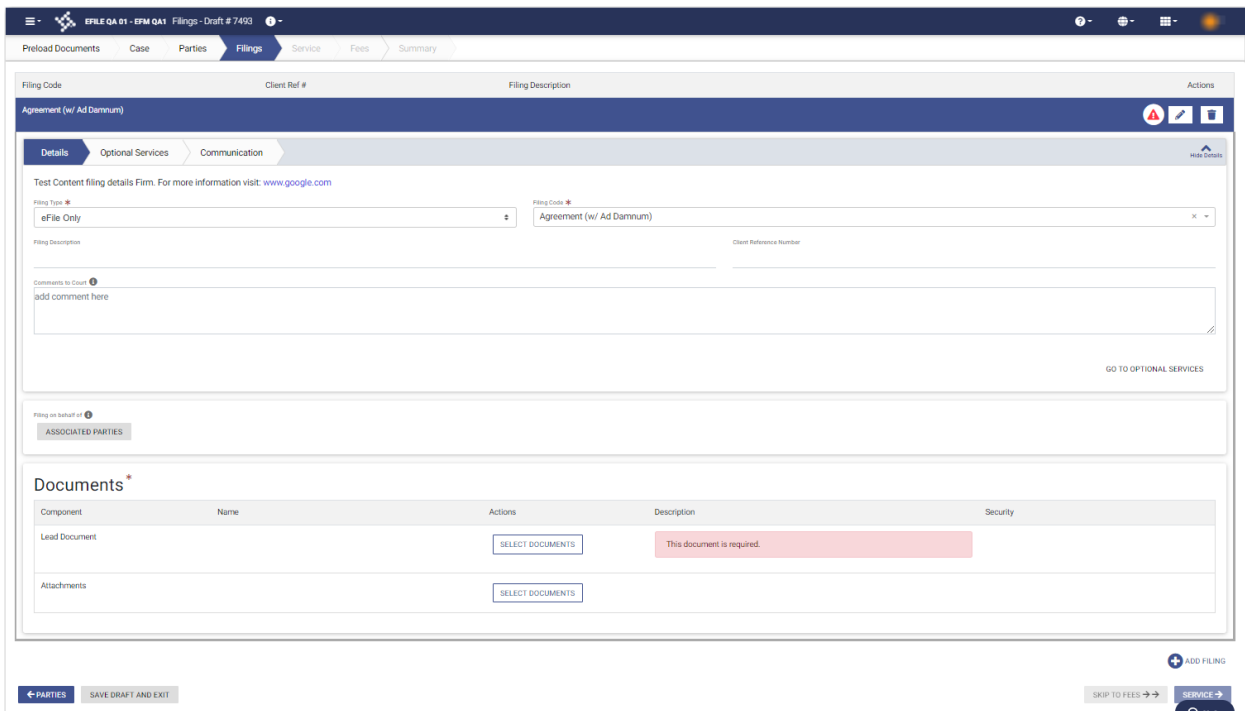 EFILE QA 01 - EFM QA1 Filings - Draft # 7493
Preload Documents Case Parties Filings Service Fees Summary
Filing Code Client Ref # Filing Description Actions
Agreement (w/ Ad Damnum)
Details Optional Services Communication Hide Details
Test Content filing details Firm. For more information visit: www.google.com
Filing Type * Filing Code *
eFile Only Agreement (w/ Ad Damnum)
Filing Description Client Reference Number
Comments to Court
add comment here
GO TO OPTIONAL SERVICES
Filing on behalf of
ASSOCIATED PARTIES
Documents*
Component Name Actions Description Security
Lead Document SELECT DOCUMENTS This document is required.
Attachments SELECT DOCUMENTS
ADD FILING
PARTIES SAVE DRAFT AND EXIT SKIP TO FEES SERVICE